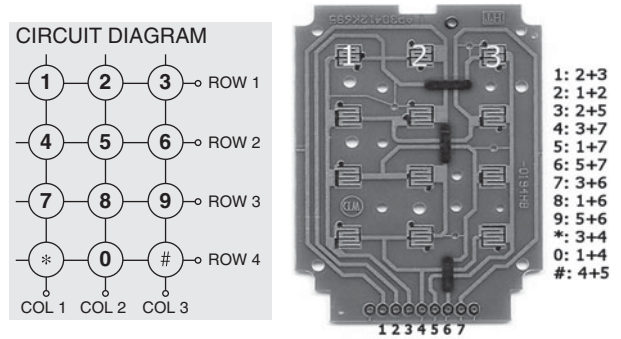 CIRCUIT DIAGRAM
1 2 3 ROW 1
4 5 6 ROW 2
7 8 9 ROW 3
* 0 # ROW 4
COL 1 COL 2 COL 3
1 2 3
1 2 3 4 5 6 7
1: 2+3
2: 1+2
3: 2+5
4: 3+7
5: 1+7
6: 5+7
7: 3+6
8: 1+6
9: 5+6
*: 3+4
0: 1+4
#: 4+5